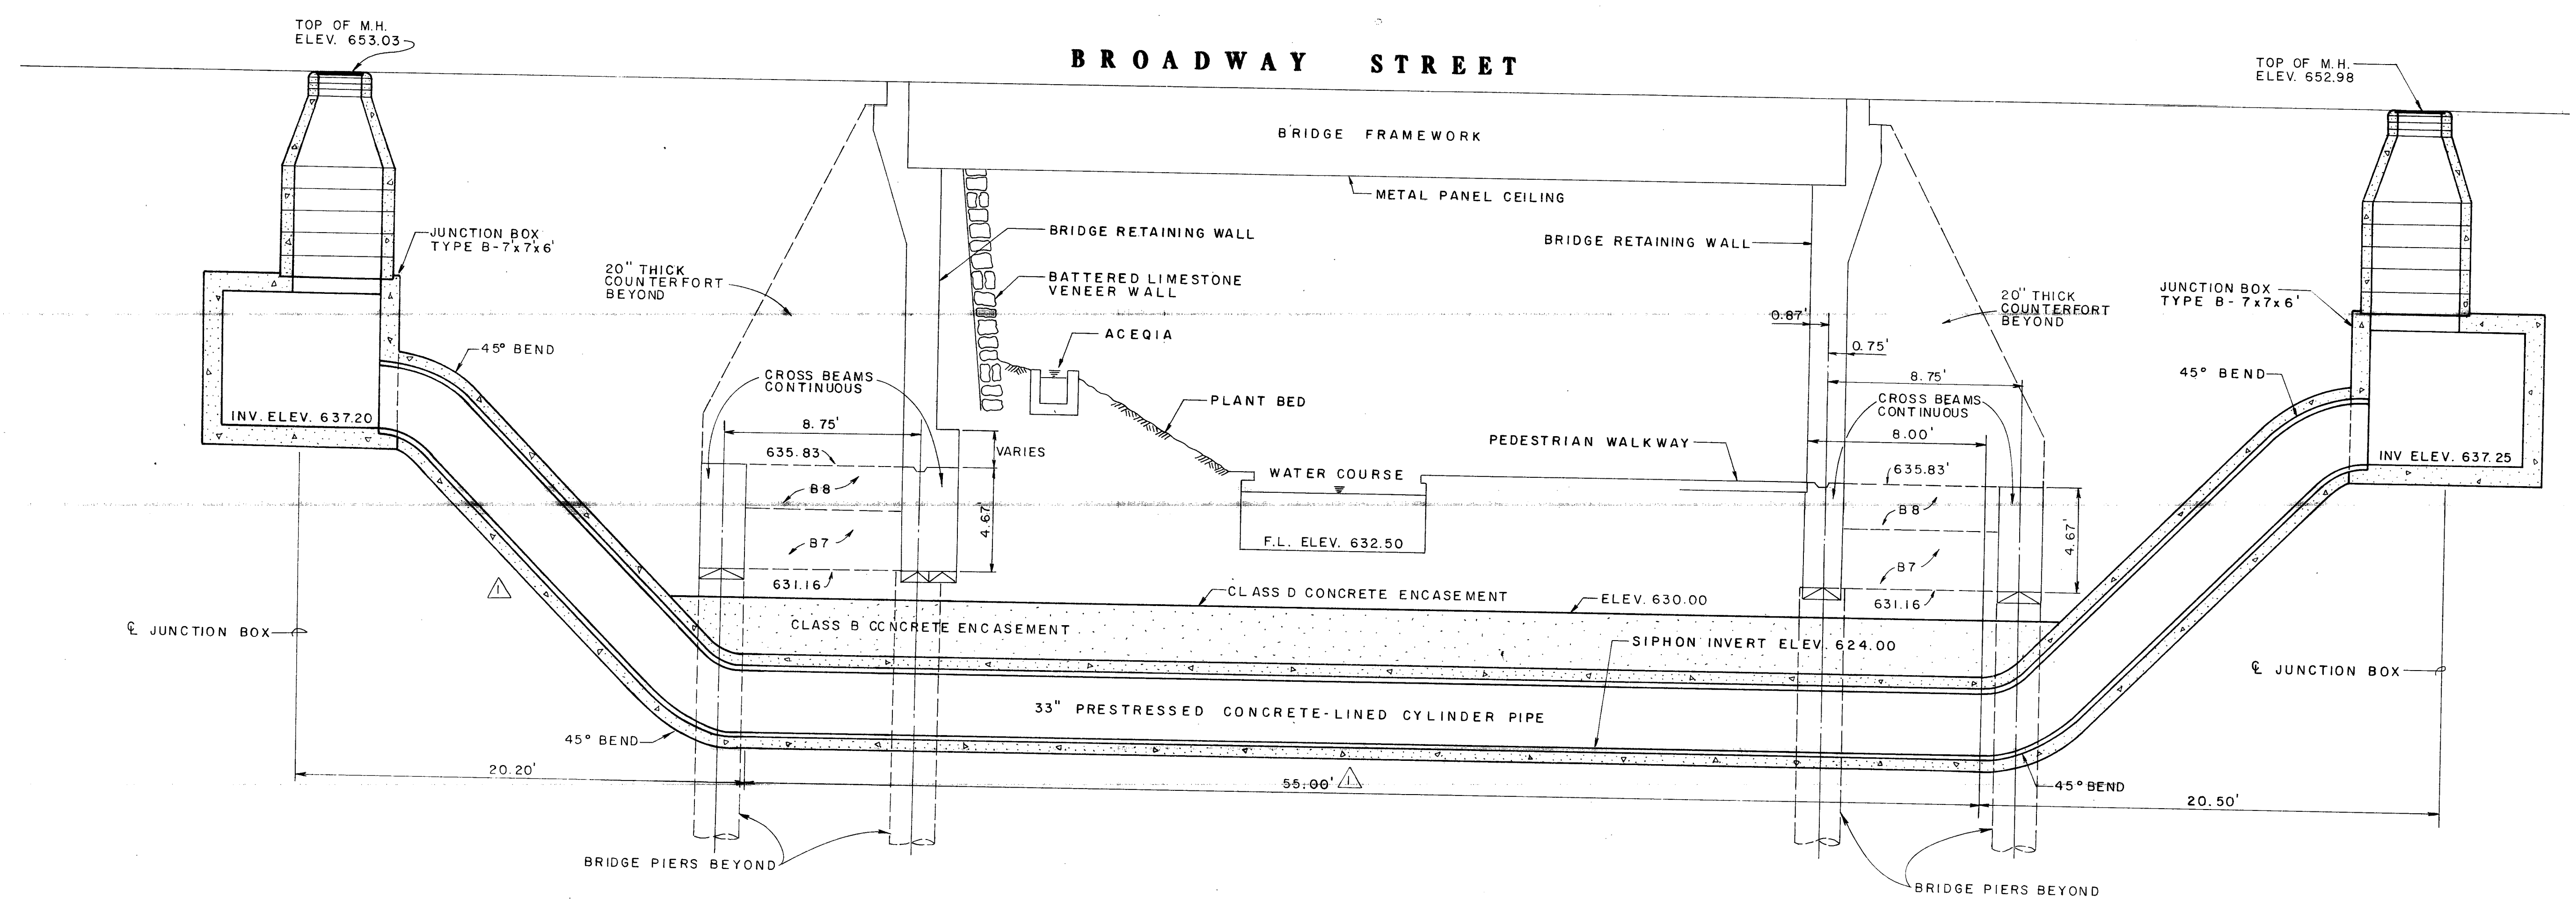 TOP OF M.H.
ELEV. 653.03
BROADWAY STREET
TOP OF M.H.
ELEV. 652.98
BRIDGE FRAMEWORK
METAL PANEL CEILING
JUNCTION BOX
TYPE B-7'x7'x6'
20" THICK
COUNTERFORT
BEYOND
BRIDGE RETAINING WALL
BATTERED LIMESTONE
VENEER WALL
ACEQIA
BRIDGE RETAINING WALL
0.87'
0.75'
8.75'
20" THICK
COUNTERFORT
BEYOND
JUNCTION BOX
TYPE B- 7'x7'x6'
45° BEND
CROSS BEAMS
CONTINUOUS
PLANT BED
45° BEND
CROSS BEAMS
CONTINUOUS
INV. ELEV. 637.20
8.75'
635.83
VARIES
B8
B7
4.67'
631.16
WATER COURSE
F.L. ELEV. 632.50
PEDESTRIAN WALKWAY
8.00'
635.83'
B8
B7
4.67'
631.16
INV ELEV. 637.25
1
CLASS D CONCRETE ENCASEMENT
ELEV. 630.00
℄ JUNCTION BOX
CLASS B CONCRETE ENCASEMENT
SIPHON INVERT ELEV. 624.00
℄ JUNCTION BOX
33" PRESTRESSED CONCRETE-LINED CYLINDER PIPE
45° BEND
20.20'
55.00' 1
45° BEND
20.50'
BRIDGE PIERS BEYOND
BRIDGE PIERS BEYOND